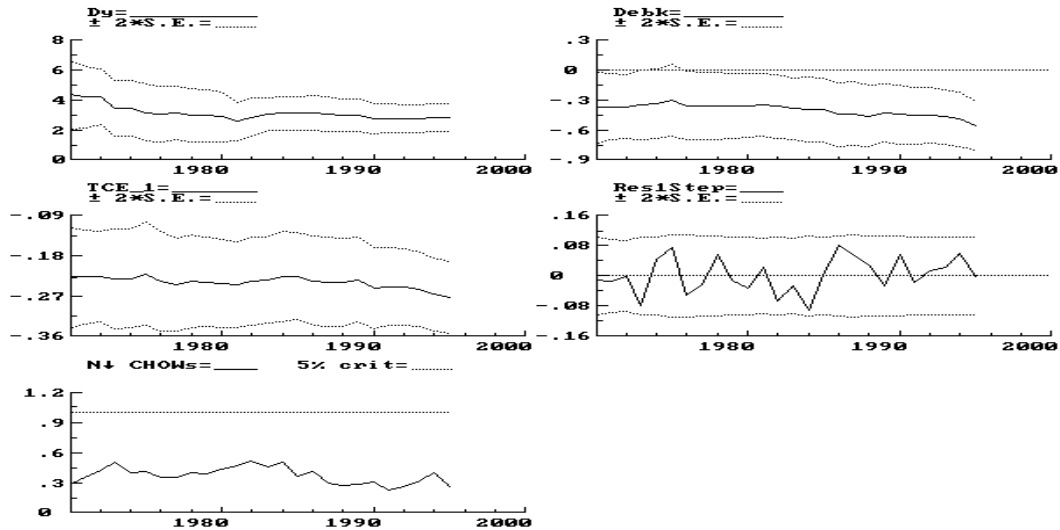 Dy=
± 2*S.E.=
8
6
4
2
0
1980 1990 2000
Debk=
± 2*S.E.=
.3
0
-.3
-.6
-.9
1980 1990 2000
TCE_1=
± 2*S.E.=
-.09
-.18
-.27
-.36
1980 1990 2000
Res1Step=
± 2*S.E.=
.16
.08
0
-.08
-.16
1980 1990 2000
N↓ CHOWs= 5% crit=
1.2
.9
.6
.3
0
1980 1990 2000